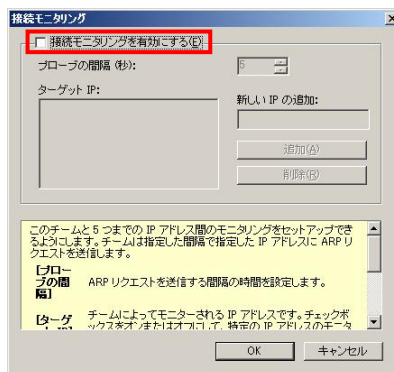 接続モニタリング
接続モニタリングを有効にする(E)
プローブの間隔 (秒):
5
ターゲット IP:
新しい IP の追加:
追加(A)
削除(R)
このチームと 5 つまでの IP アドレス間のモニタリングをセットアップでき
るようにします。チームは指定した間隔で指定した IP アドレスに ARP リ
クエストを送信します。
[プロー
ブの間 ARP リクエストを送信する間隔の時間を設定します。
隔]
[ターゲ チームによってモニターされる IP アドレスです。チェックボ
ックスをオンまたはオフにして、特定の IP アドレスのモニタ
OK キャンセル